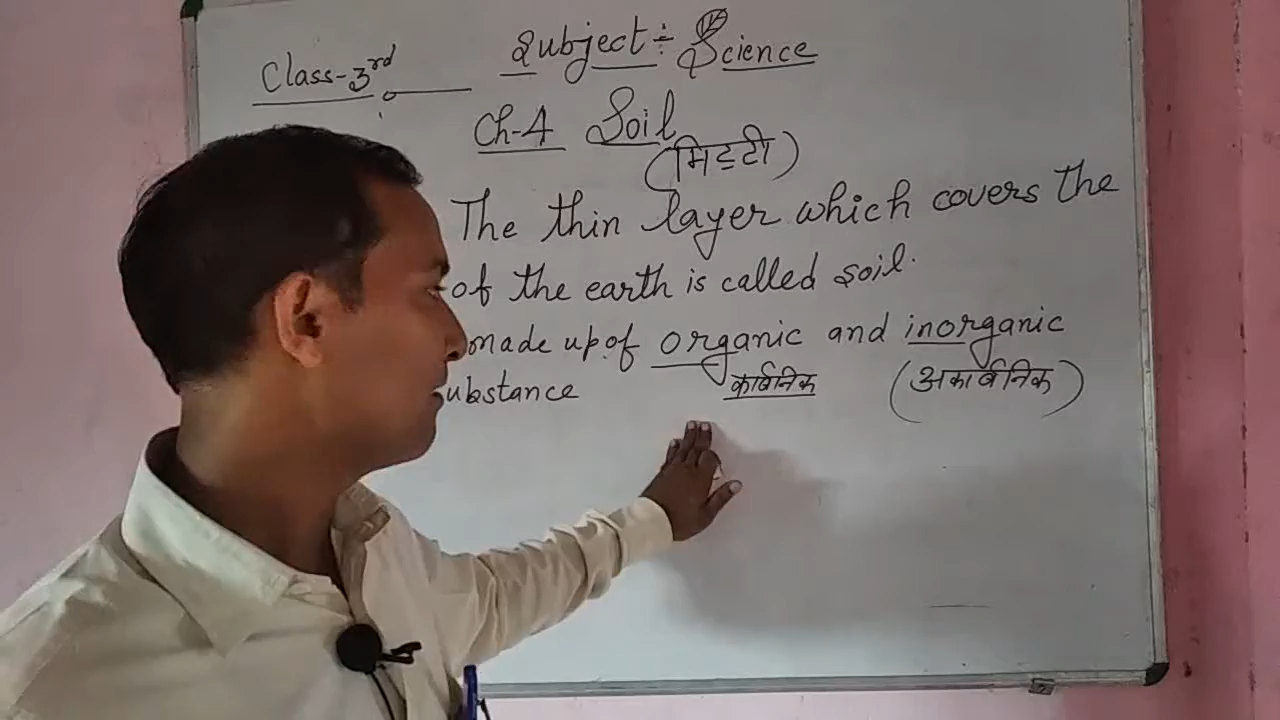 Subject ÷ Science
Class-3rd
Ch-4 Soil
(मिट्टी)
The thin layer which covers the
of the earth is called soil.
made up of organic and inorganic
कार्बनिक (अकार्बनिक)
ubstance